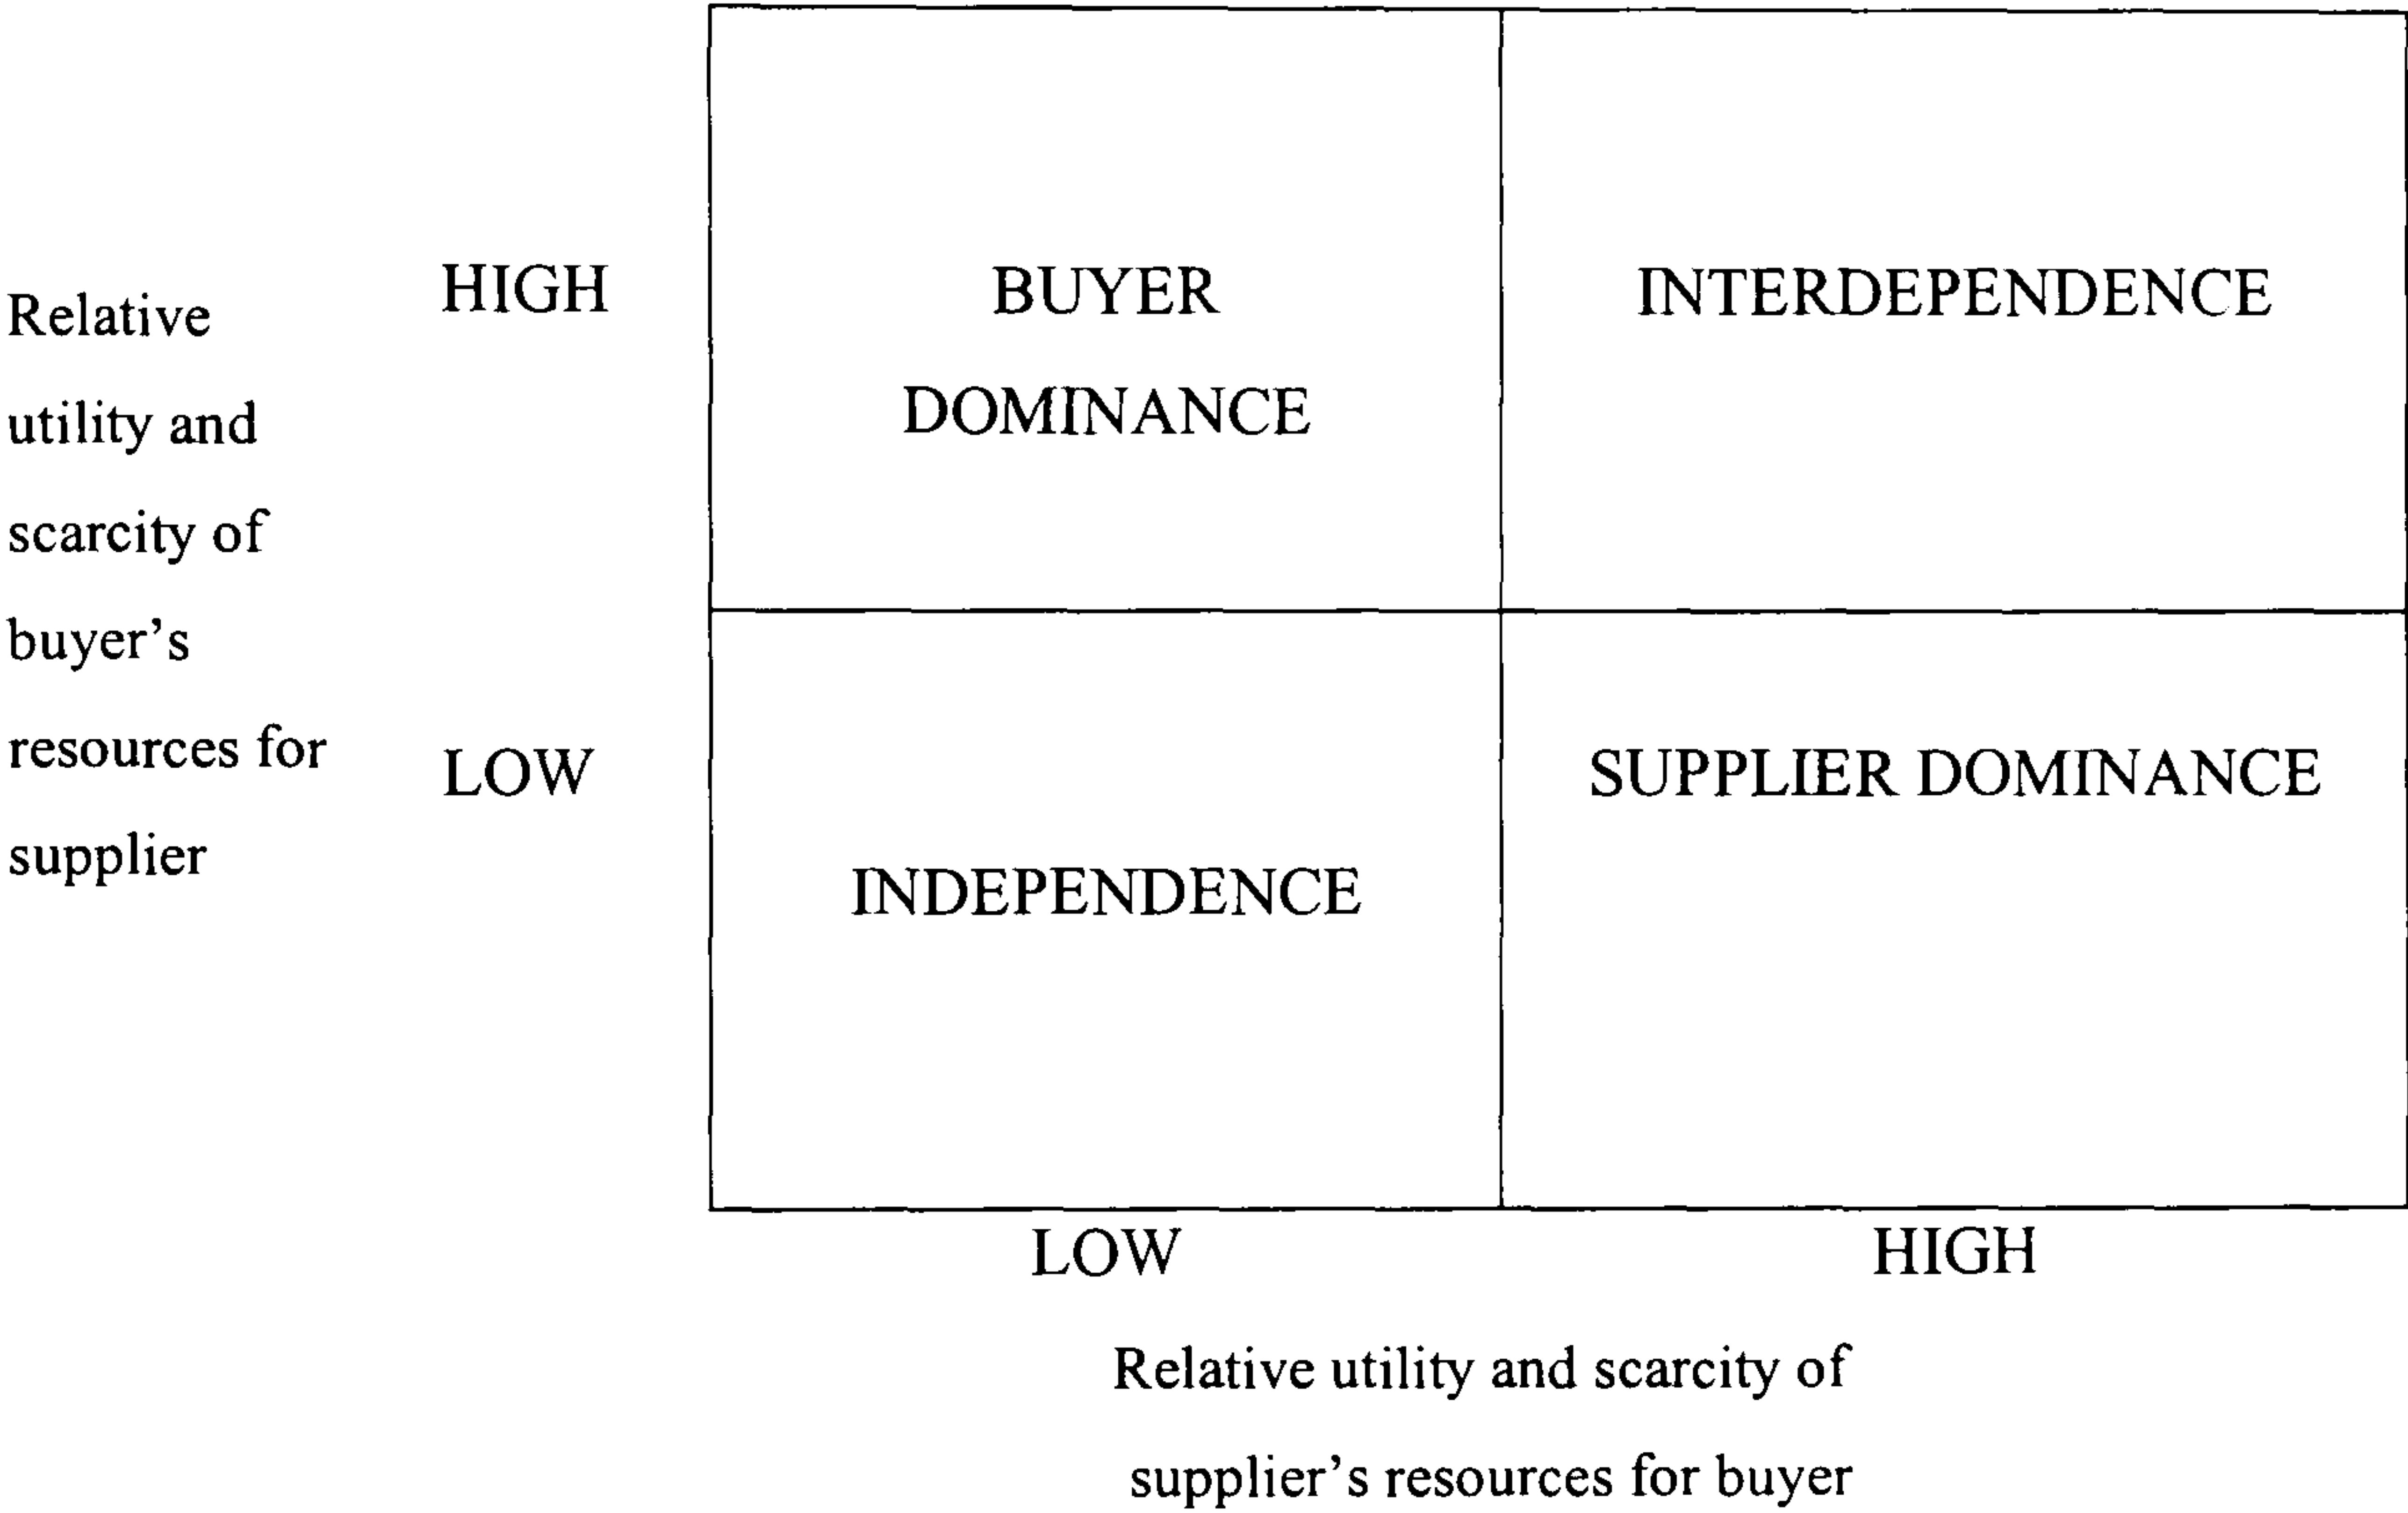 Relative
utility and
scarcity of
buyer's
resources for
supplier
HIGH
LOW
BUYER
DOMINANCE
INTERDEPENDENCE
INDEPENDENCE
SUPPLIER DOMINANCE
LOW
HIGH
Relative utility and scarcity of
supplier's resources for buyer